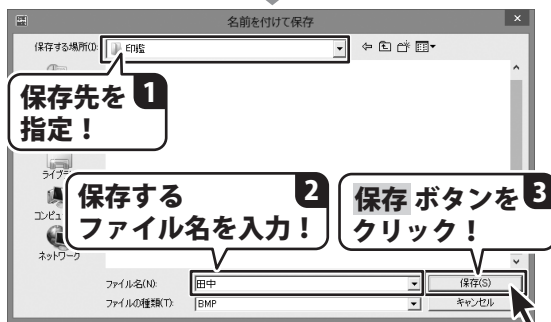 名前を付けて保存
×
保存する場所(I):
印鑑
保存先を
指定！
1
ライブラリ
保存する
ファイル名を入力！
2
保存 ボタンを
クリック！
3
ネットワーク
ファイル名(N):
田中
保存(S)
ファイルの種類(T):
BMP
キャンセル